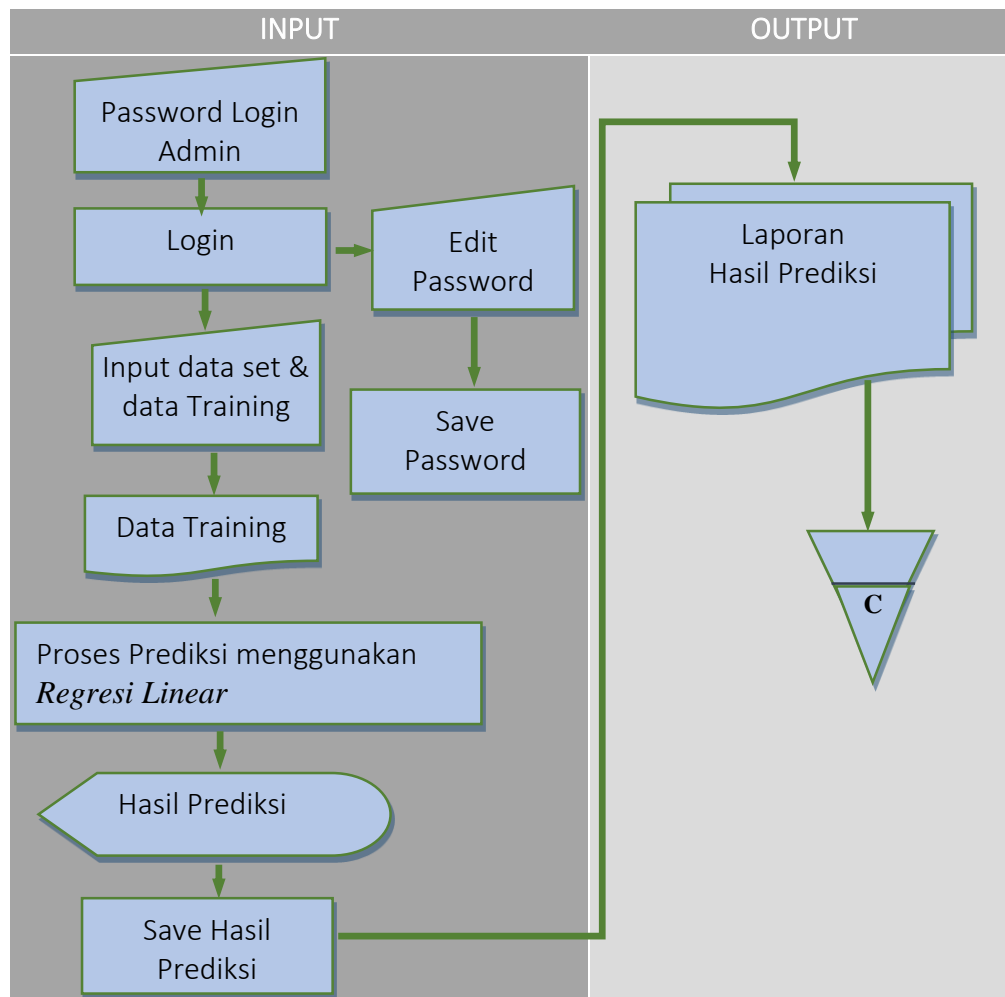 INPUT
OUTPUT
Password Login
Admin
Login
Edit
Password
Save
Password
Input data set &
data Training
Data Training
Proses Prediksi menggunakan
Regresi Linear
Hasil Prediksi
Save Hasil
Prediksi
Laporan
Hasil Prediksi
C